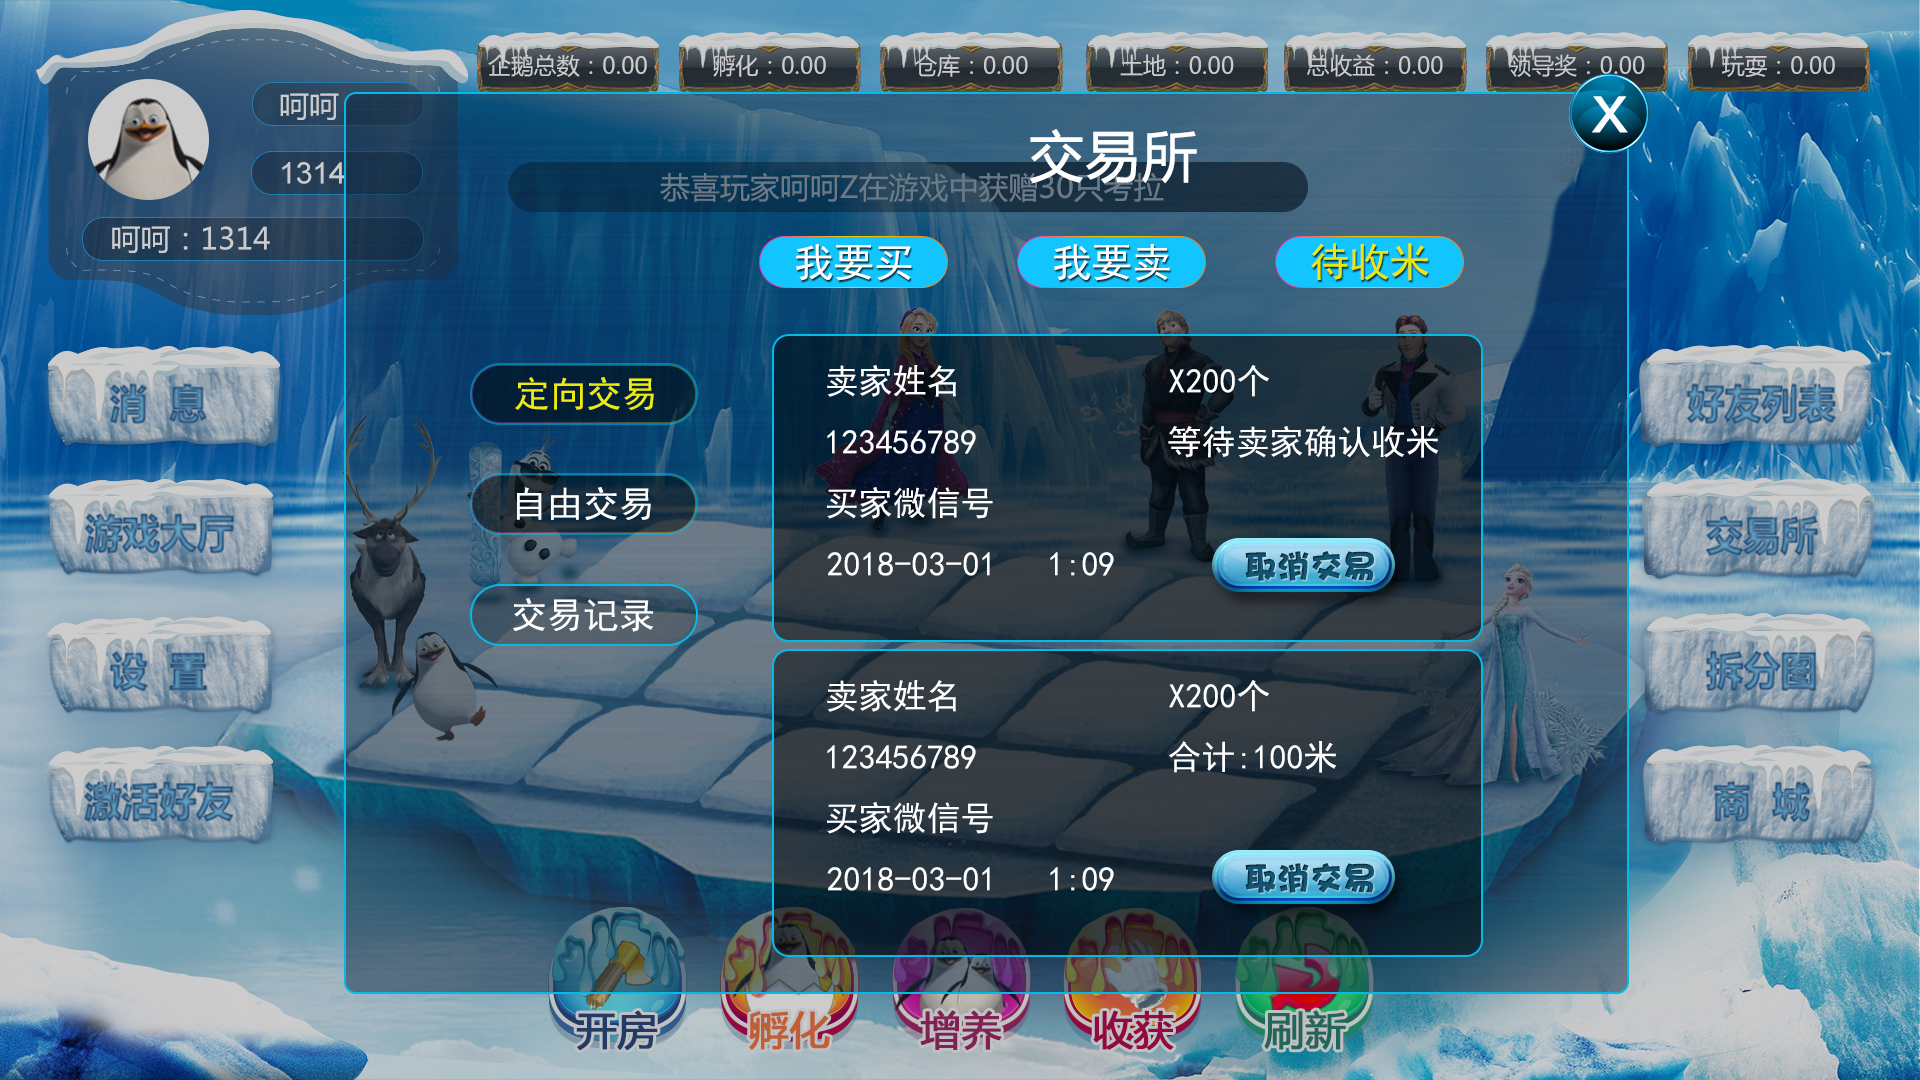 企鹅总数：0.00
孵化：0.00
仓库：0.00
土地：0.00
总收益：0.00
领导奖：0.00
玩耍：0.00
呵呵
1314
呵呵：1314
X
交易所
恭喜玩家呵呵Z在游戏中获赠30只考拉
我要买
我要卖
待收米
定向交易
自由交易
交易记录
卖家姓名
X200个
123456789
等待卖家确认收米
买家微信号
2018-03-01 1:09
取消交易
卖家姓名
X200个
123456789
合计:100米
买家微信号
2018-03-01 1:09
取消交易
消息
游戏大厅
设置
激活好友
好友列表
交易所
拆分图
商城
开房
孵化
增养
收获
刷新